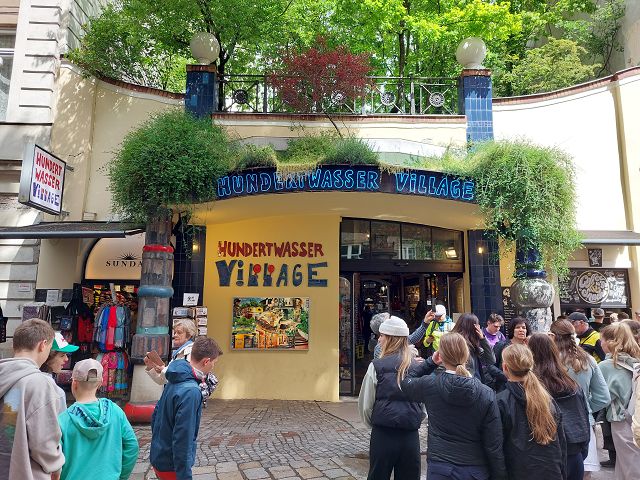 HUNDERT
WASSER
VILLAGE
HUNDERTWASSER VILLAGE
HUNDERTWASSER
VILLAGE
SUNDA